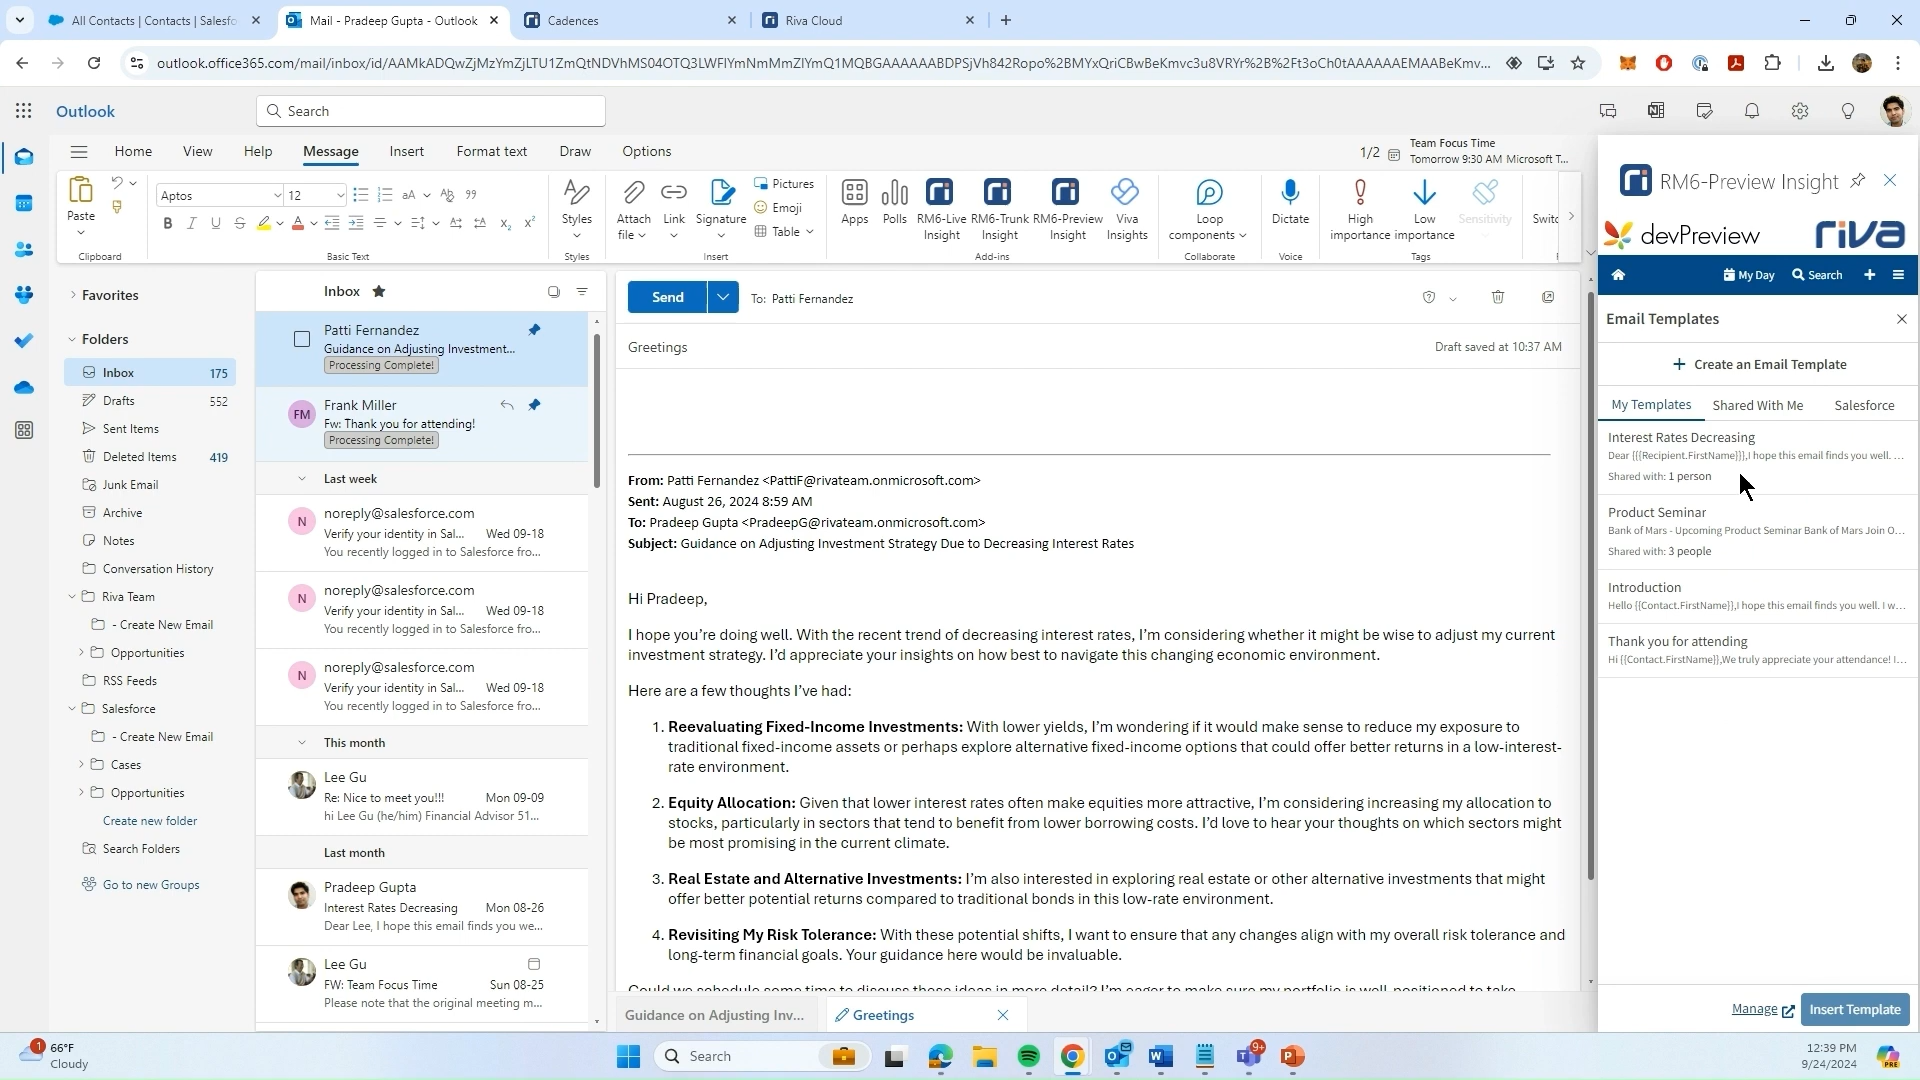 All Contacts | Contacts | Salesfo
Mail - Pradeep Gupta - Outlook
Cadences
Riva Cloud
outlook.office365.com/mail/inbox/id/
Outlook
Search
Home
View
Help
Message
Insert
Format text
Draw
Options
1/2
Team Focus Time
Tomorrow 9:30 AM Microsoft T...
Paste
Clipboard
Aptos
12
Basic Text
Styles
Styles
Attach file
Link
Signature
Pictures
Emoji
Table
Insert
Apps
Polls
RM6-Live Insight
RM6-Trunk Insight
RM6-Preview Insight
Viva Insights
Add-ins
Loop components
Collaborate
Dictate
Voice
High importance
Low importance
Sensitivity
Tags
Switc
Favorites
Folders
Inbox 175
Drafts 552
Sent Items
Deleted Items 419
Junk Email
Archive
Notes
Conversation History
Riva Team
- Create New Email
Opportunities
RSS Feeds
Salesforce
- Create New Email
Cases
Opportunities
Create new folder
Search Folders
Go to new Groups
Inbox
Patti Fernandez
Guidance on Adjusting Investment...
Processing Complete!
FM
Frank Miller
Fw: Thank you for attending!
Processing Complete!
Last week
N
noreply@salesforce.com
Verify your identity in Sal... Wed 09-18
You recently logged in to Salesforce fro...
N
noreply@salesforce.com
Verify your identity in Sal... Wed 09-18
You recently logged in to Salesforce fro...
N
noreply@salesforce.com
Verify your identity in Sal... Wed 09-18
You recently logged in to Salesforce fro...
This month
Lee Gu
Re: Nice to meet you!!! Mon 09-09
hi Lee Gu (he/him) Financial Advisor 51...
Last month
Pradeep Gupta
Interest Rates Decreasing Mon 08-26
Dear Lee, I hope this email finds you we...
Lee Gu
FW: Team Focus Time Sun 08-25
Please note that the original meeting m...
Send
To: Patti Fernandez
Greetings
Draft saved at 10:37 AM
From: Patti Fernandez <PattiF@rivateam.onmicrosoft.com>
Sent: August 26, 2024 8:59 AM
To: Pradeep Gupta <PradeepG@rivateam.onmicrosoft.com>
Subject: Guidance on Adjusting Investment Strategy Due to Decreasing Interest Rates
Hi Pradeep,
I hope you're doing well. With the recent trend of decreasing interest rates, I'm considering whether it might be wise to adjust my current
investment strategy. I'd appreciate your insights on how best to navigate this changing economic environment.
Here are a few thoughts I've had:
1. Reevaluating Fixed-Income Investments: With lower yields, I'm wondering if it would make sense to reduce my exposure to
traditional fixed-income assets or perhaps explore alternative fixed-income options that could offer better returns in a low-interest-
rate environment.
2. Equity Allocation: Given that lower interest rates often make equities more attractive, I'm considering increasing my allocation to
stocks, particularly in sectors that tend to benefit from lower borrowing costs. I'd love to hear your thoughts on which sectors might
be most promising in the current climate.
3. Real Estate and Alternative Investments: I'm also interested in exploring real estate or other alternative investments that might
offer better potential returns compared to traditional bonds in this low-rate environment.
4. Revisiting My Risk Tolerance: With these potential shifts, I want to ensure that any changes align with my overall risk tolerance and
long-term financial goals. Your guidance here would be invaluable.
Could we schedule some time to discuss these ideas in more detail? I'm eager to make sure my portfolio is well-positioned to take
Guidance on Adjusting Inv...
Greetings
RM6-Preview Insight
devPreview
riva
My Day
Search
Email Templates
Create an Email Template
My Templates
Shared With Me
Salesforce
Interest Rates Decreasing
Dear {{{Recipient.FirstName}}},I hope this email finds you well. ...
Shared with: 1 person
Product Seminar
Bank of Mars - Upcoming Product Seminar Bank of Mars Join O...
Shared with: 3 people
Introduction
Hello {{Contact.FirstName}},I hope this email finds you well. I w...
Thank you for attending
Hi {{Contact.FirstName}},We truly appreciate your attendance! I...
Manage
Insert Template
1
66°F
Cloudy
Search
9+
PRE
12:39 PM
9/24/2024